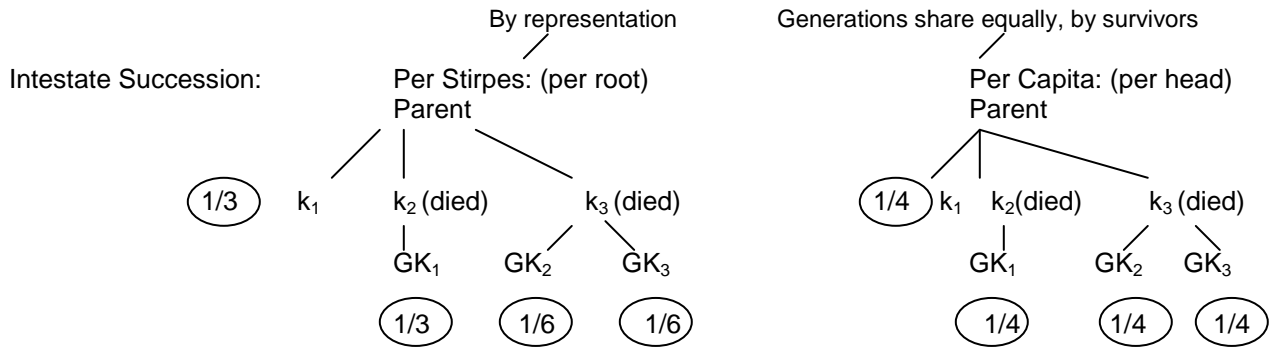 By representation Generations share equally, by survivors
Intestate Succession: Per Stirpes: (per root) Per Capita: (per head)
Parent Parent
1/3 k₁ k₂ (died) k₃ (died) 1/4 k₁ k₂(died) k₃ (died)
GK₁ GK₂ GK₃ GK₁ GK₂ GK₃
1/3 1/6 1/6 1/4 1/4 1/4